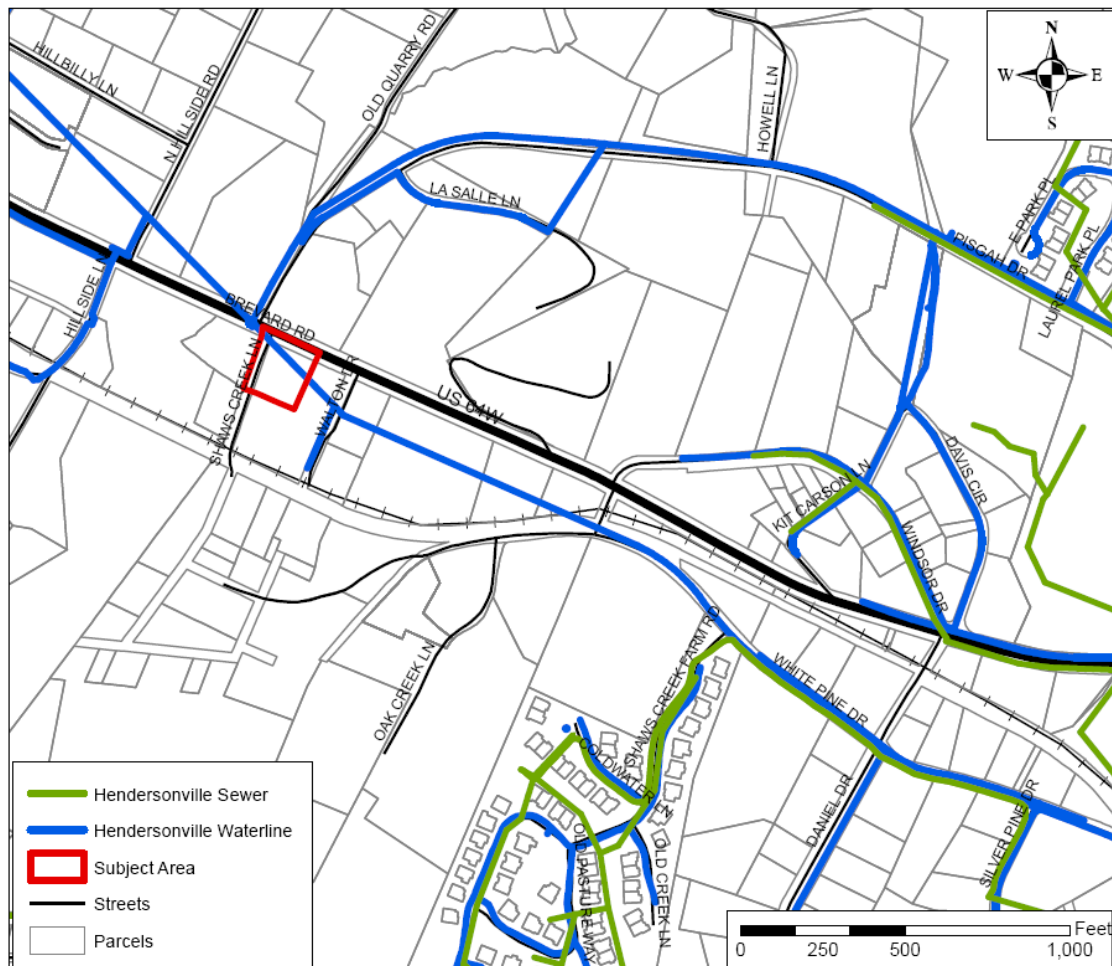 HILLBILLY LN
N HILLSIDE RD
OLD QUARRY RD
HOWELL LN
N
W
E
S
LA SALLE LN
E PARK PL
PISGAH DR
LAUREL PARK PL
HILLSIDE LN
BREVARD RD
SHAWS CREEK LN
WALTON DR
US 64W
DAVIS CIR
KIT CARSON LN
WINDSOR DR
SHAWS CREEK FARM RD
WHITE PINE DR
OAK CREEK LN
COLDWATER LN
DANIEL DR
SILVER PINE DR
OLD PASTURE WAY
OLD CREEK LN
Hendersonville Sewer
Hendersonville Waterline
Subject Area
Streets
Parcels
Feet
0 250 500 1,000